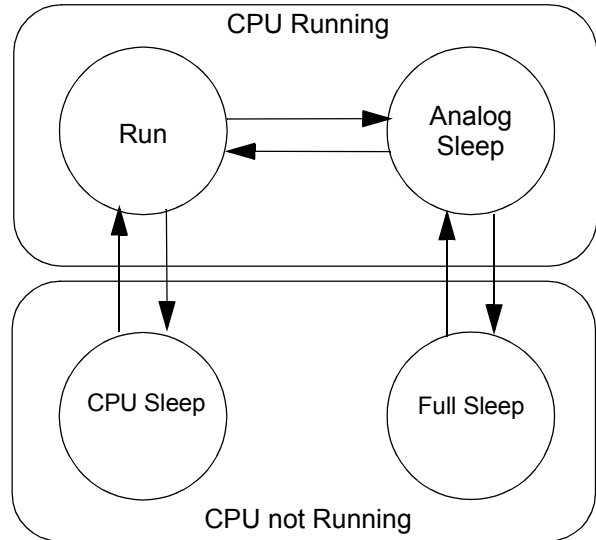 CPU Running
Run
Analog
Sleep
CPU Sleep
Full Sleep
CPU not Running